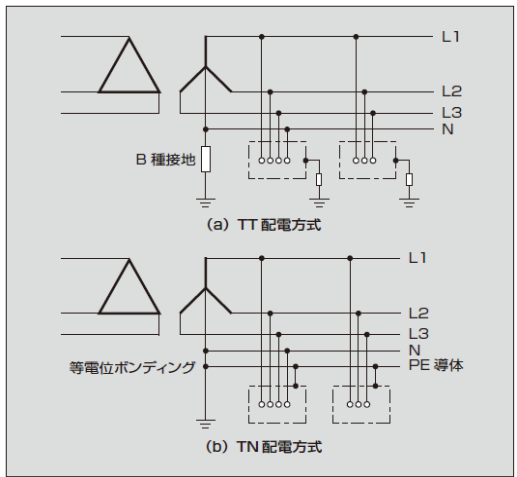 L1
L2
L3
N
B 種接地
(a) TT 配電方式
L1
L2
L3
N
等電位ボンディング
PE 導体
(b) TN 配電方式